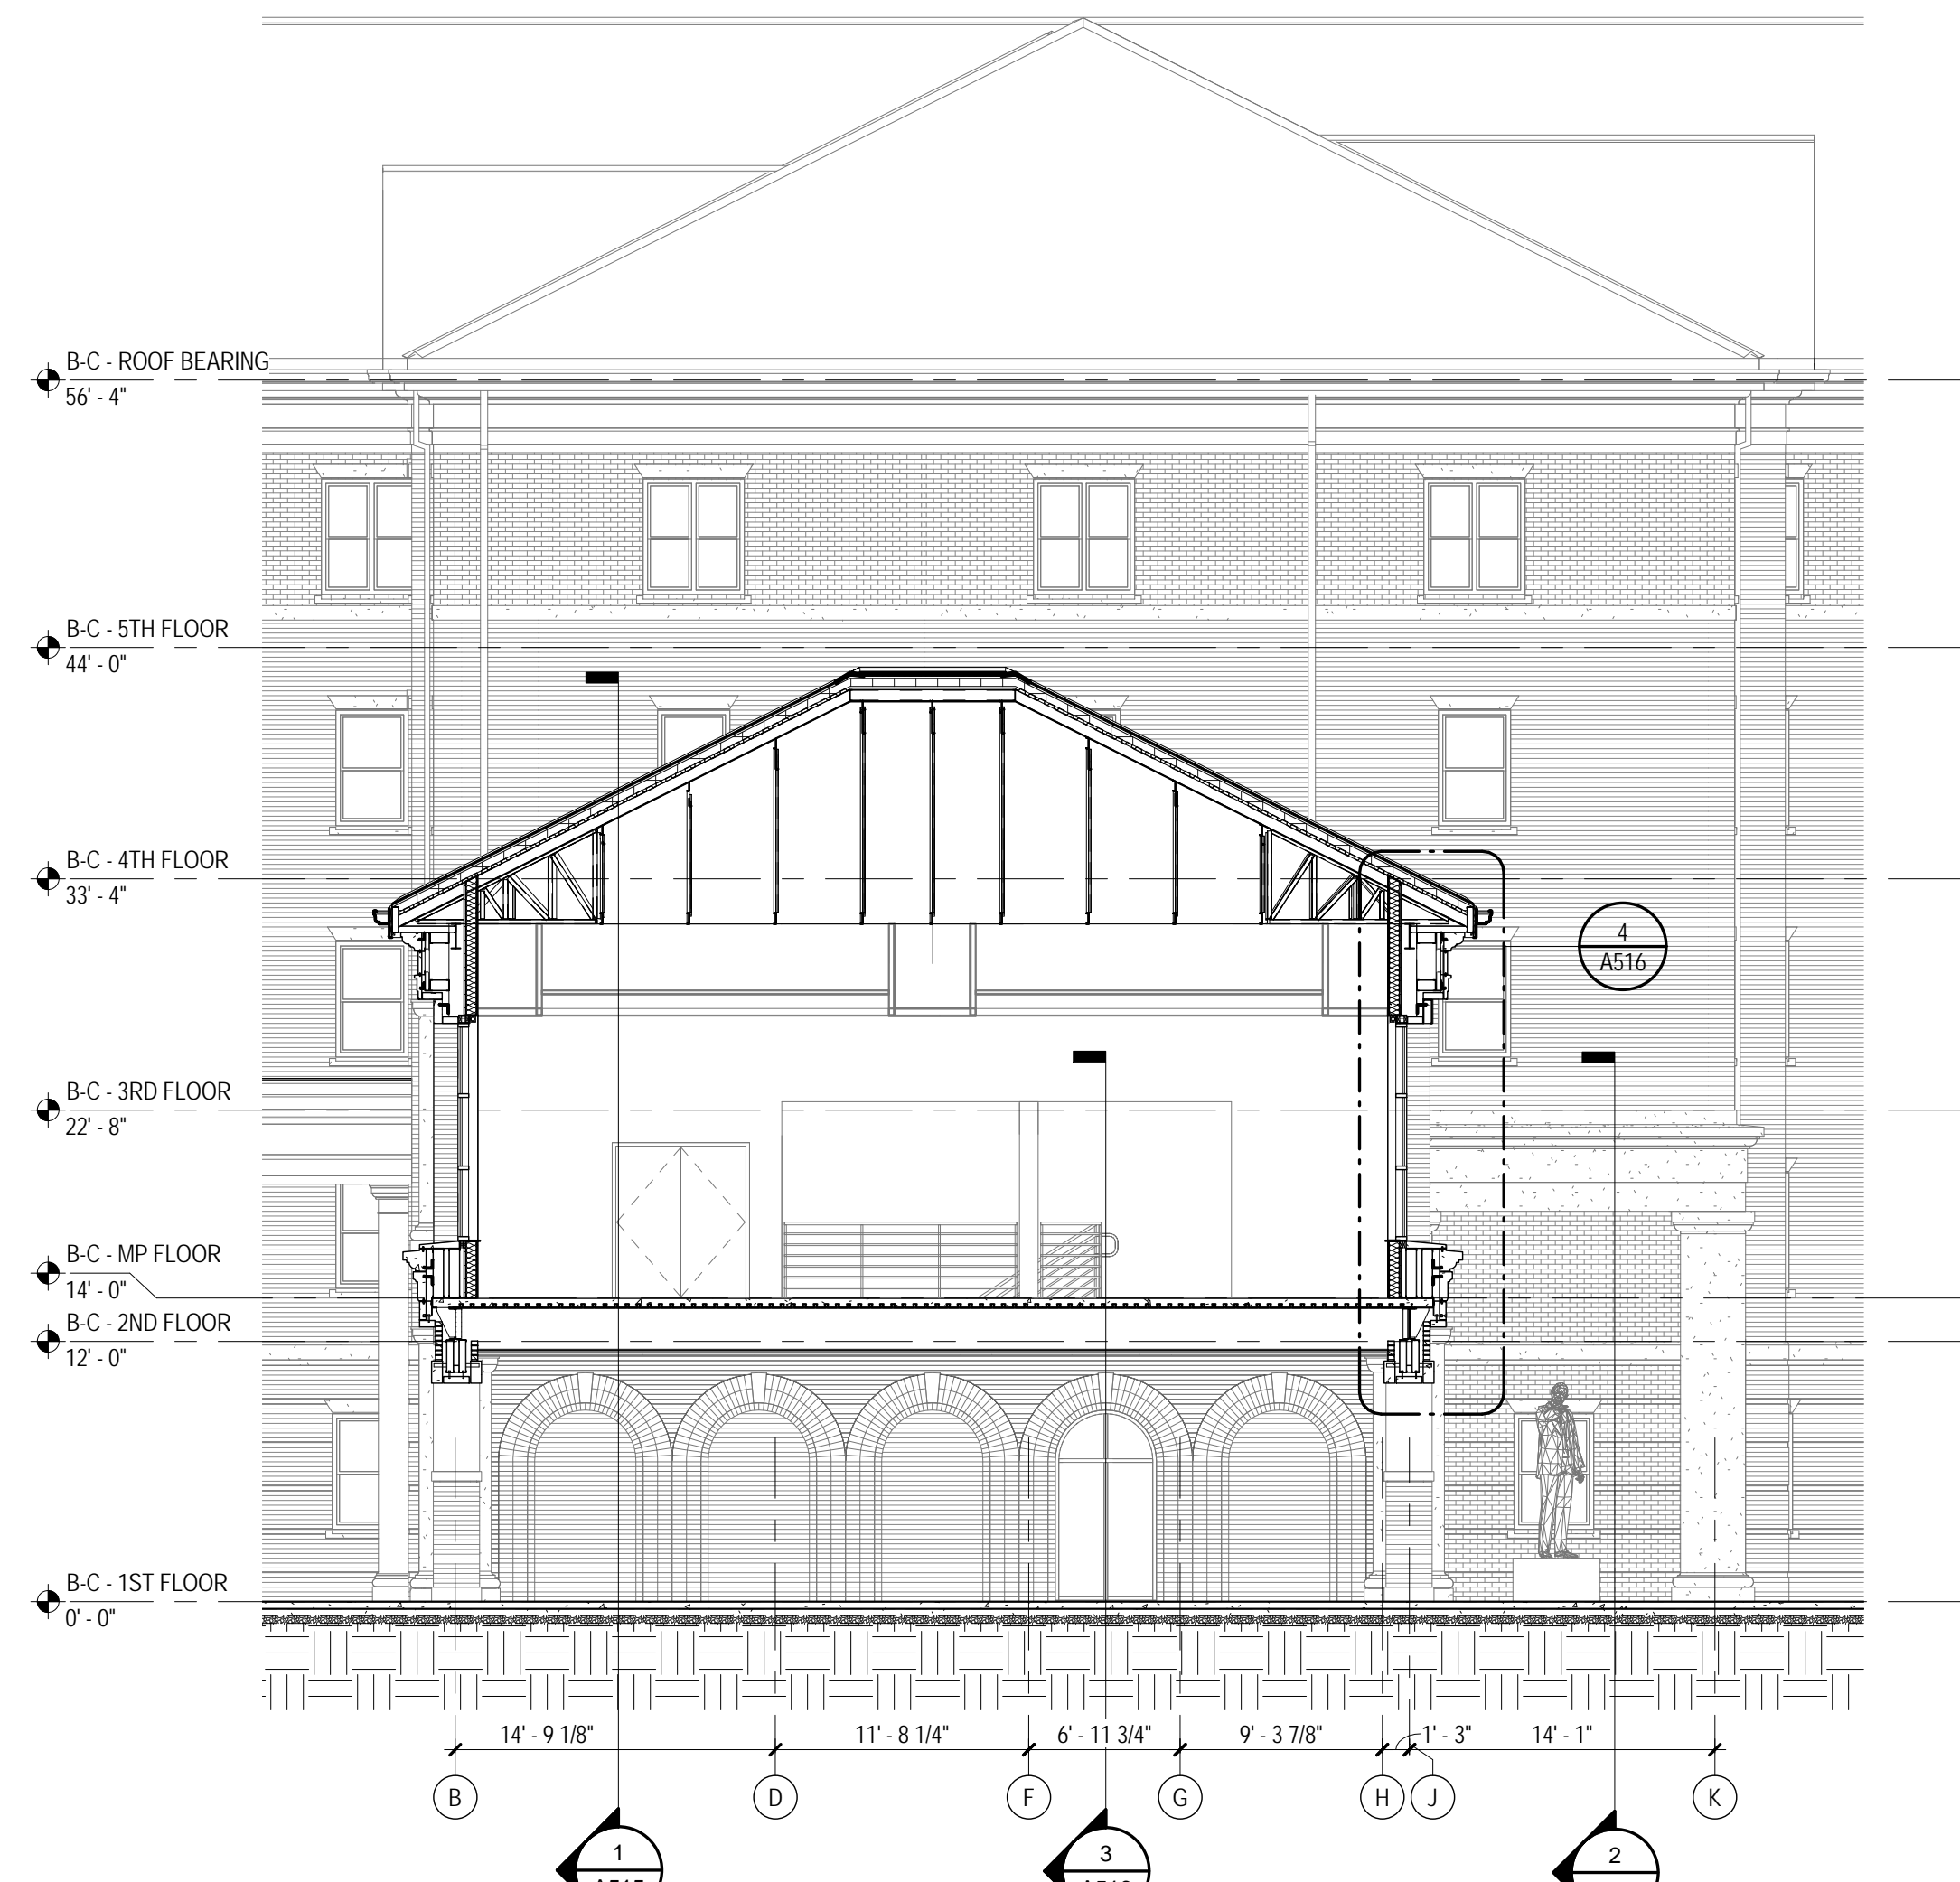 B-C - ROOF BEARING
56' - 4"
B-C - 5TH FLOOR
44' - 0"
B-C - 4TH FLOOR
33' - 4"
4
A516
B-C - 3RD FLOOR
22' - 8"
B-C - MP FLOOR
14' - 0"
B-C - 2ND FLOOR
12' - 0"
B-C - 1ST FLOOR
0' - 0"
14' - 9 1/8" 11' - 8 1/4" 6' - 11 3/4" 9' - 3 7/8" 1' - 3" 14' - 1"
B D F G H J K
1 3 2